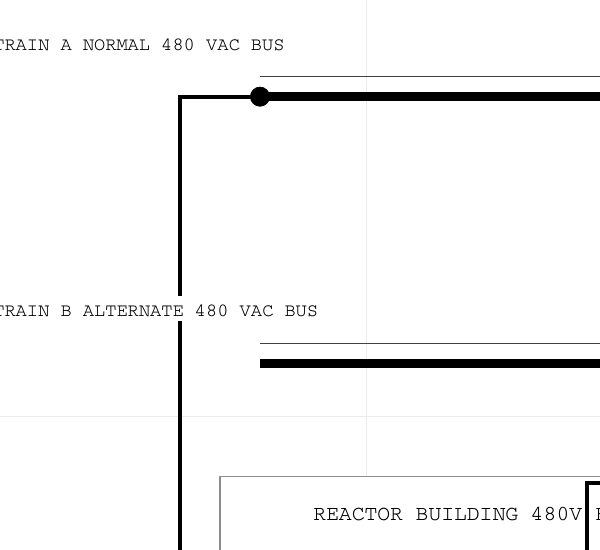 TRAIN A NORMAL 480 VAC BUS
TRAIN B ALTERNATE 480 VAC BUS
REACTOR BUILDING 480V